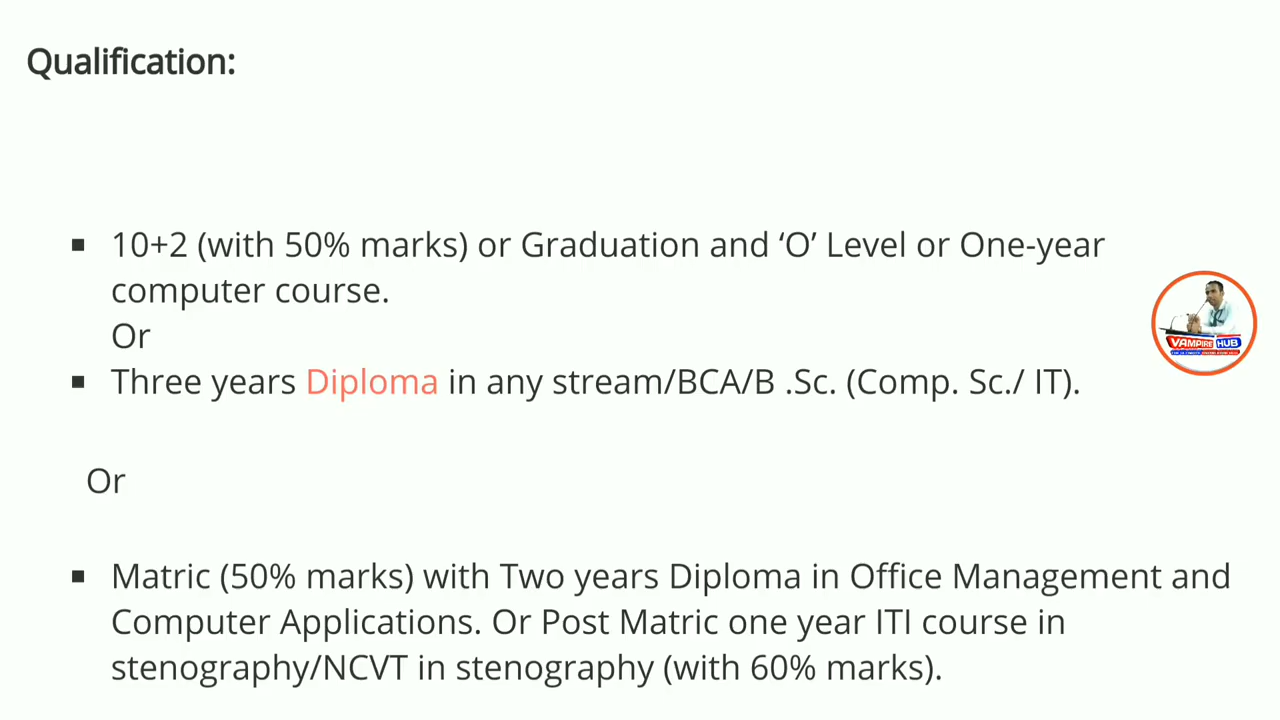 Qualification:
▪ 10+2 (with 50% marks) or Graduation and ‘O’ Level or One-year
computer course.
Or
▪ Three years Diploma in any stream/BCA/B .Sc. (Comp. Sc./ IT).
Or
▪ Matric (50% marks) with Two years Diploma in Office Management and
Computer Applications. Or Post Matric one year ITI course in
stenography/NCVT in stenography (with 60% marks).
VAMPIRE HUB